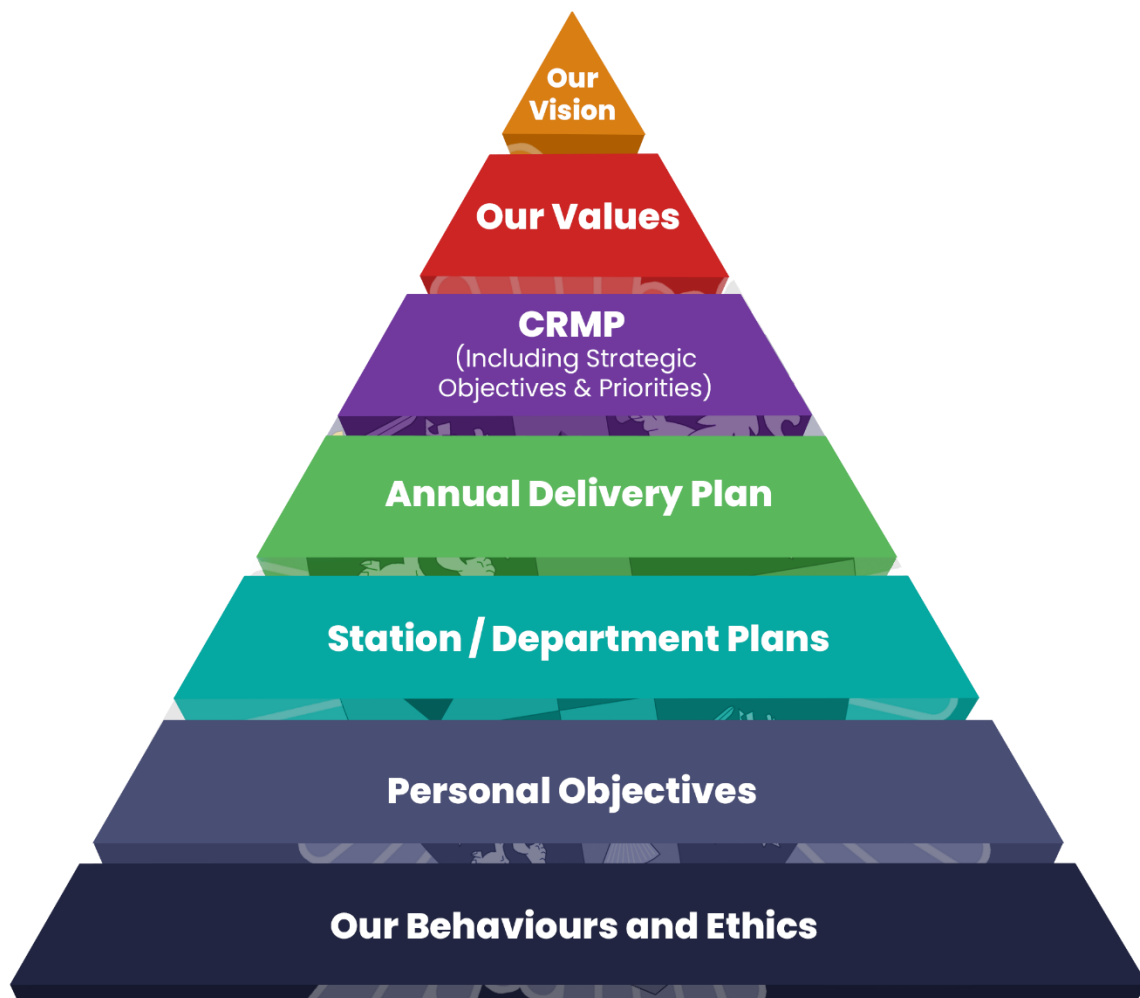 Our
Vision
Our Values
CRMP
(Including Strategic
Objectives & Priorities)
Annual Delivery Plan
Station / Department Plans
Personal Objectives
Our Behaviours and Ethics